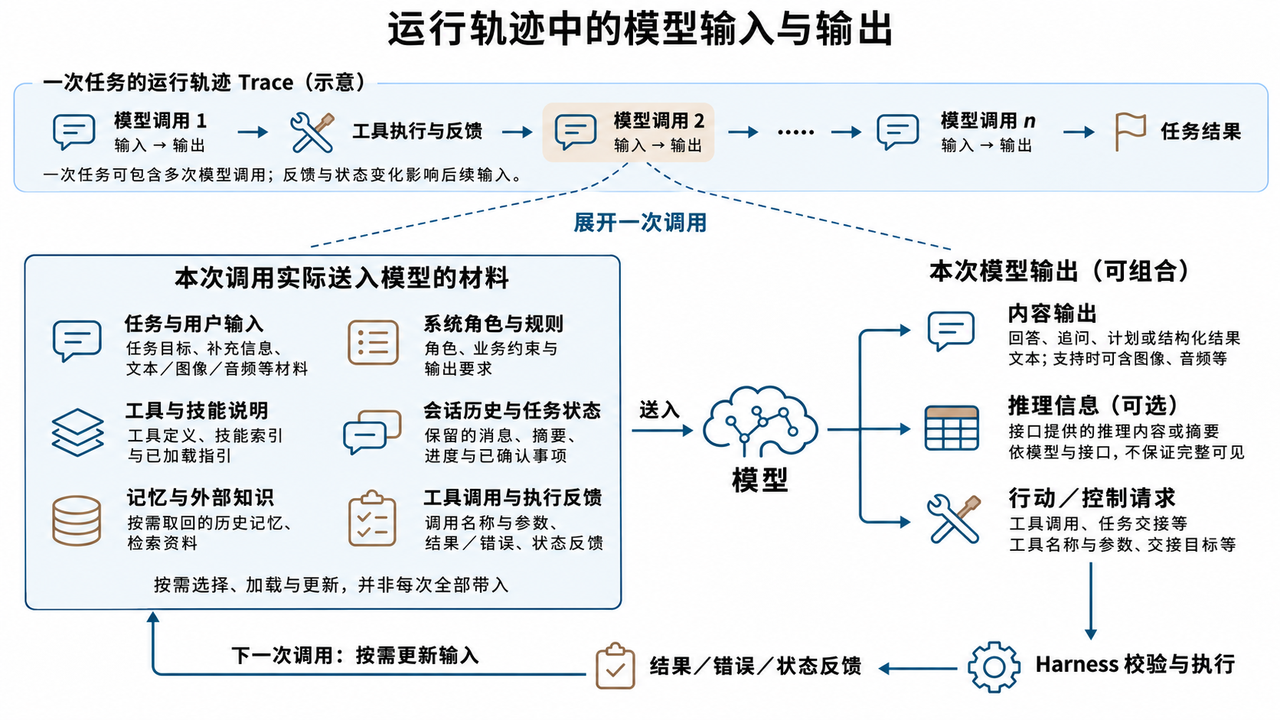 运行轨迹中的模型输入与输出
一次任务的运行轨迹 Trace（示意）
模型调用 1
输入 → 输出
工具执行与反馈
模型调用 2
输入 → 输出
·····
模型调用 n
输入 → 输出
任务结果
一次任务可包含多次模型调用；反馈与状态变化影响后续输入。
展开一次调用
本次调用实际送入模型的材料
任务与用户输入
任务目标、补充信息、
文本／图像／音频等材料
系统角色与规则
角色、业务约束与
输出要求
工具与技能说明
工具定义、技能索引
与已加载指引
会话历史与任务状态
保留的消息、摘要、
进度与已确认事项
记忆与外部知识
按需取回的历史记忆、
检索资料
工具调用与执行反馈
调用名称与参数、
结果／错误、状态反馈
按需选择、加载与更新，并非每次全部带入
送入
模型
本次模型输出（可组合）
内容输出
回答、追问、计划或结构化结果
文本；支持时可含图像、音频等
推理信息（可选）
接口提供的推理内容或摘要
依模型与接口，不保证完整可见
行动／控制请求
工具调用、任务交接等
工具名称与参数、交接目标等
Harness 校验与执行
结果／错误／状态反馈
下一次调用：按需更新输入